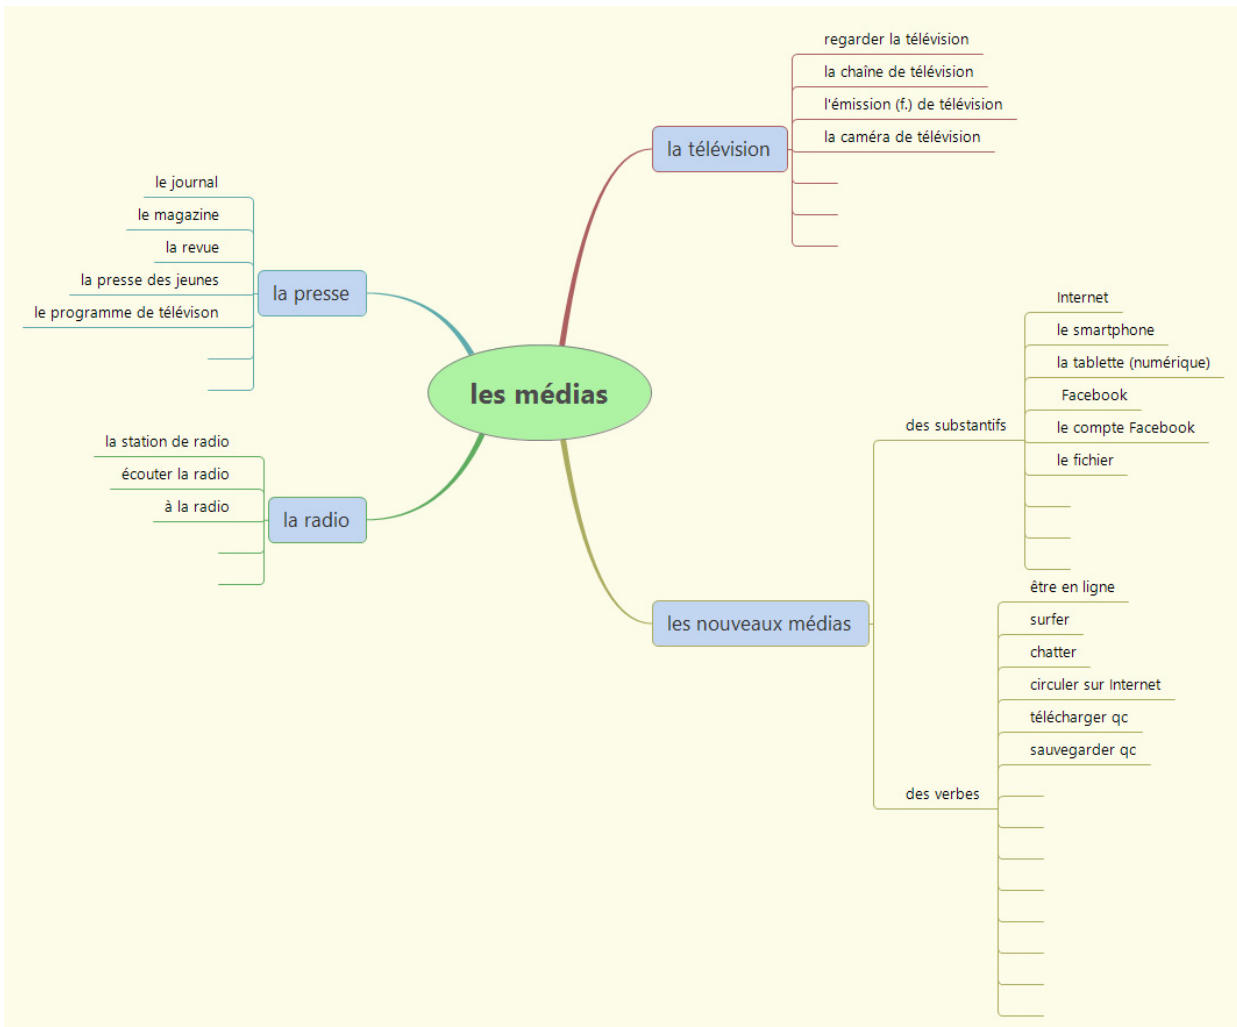 les médias
la télévision
regarder la télévision
la chaîne de télévision
l'émission (f.) de télévision
la caméra de télévision
la presse
le journal
le magazine
la revue
la presse des jeunes
le programme de télévison
la radio
la station de radio
écouter la radio
à la radio
les nouveaux médias
des substantifs
Internet
le smartphone
la tablette (numérique)
Facebook
le compte Facebook
le fichier
des verbes
être en ligne
surfer
chatter
circuler sur Internet
télécharger qc
sauvegarder qc